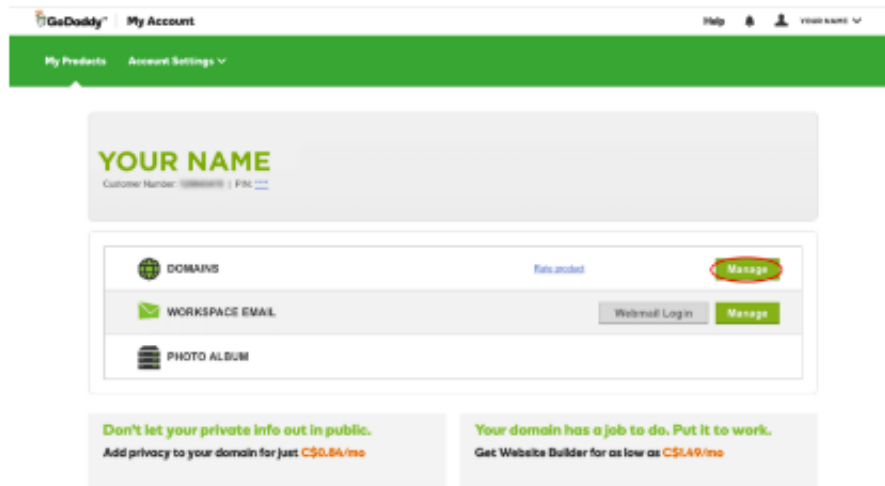 GoDaddy™ My Account Help YOUR NAME
My Products Account Settings
YOUR NAME
Customer Number: | PIN: ****
DOMAINS Rate product Manage
WORKSPACE EMAIL Webmail Login Manage
PHOTO ALBUM
Don't let your private info out in public.
Add privacy to your domain for just C$0.84/mo
Your domain has a job to do. Put it to work.
Get Website Builder for as low as C$1.49/mo